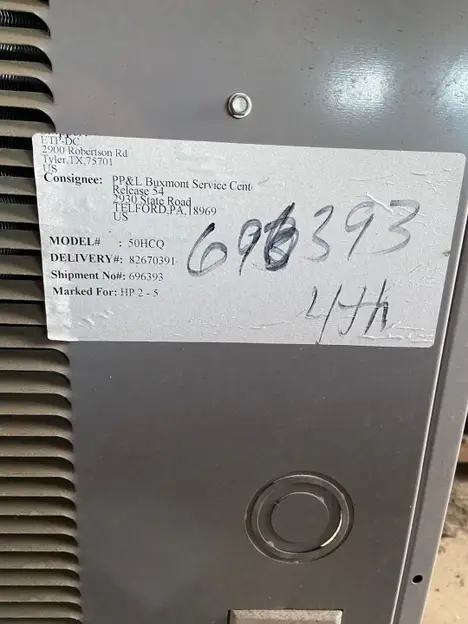 ETP-DC
2900 Robertson Rd
Tyler,TX,75701
US
Consignee: PP&L Buxmont Service Cent
Release 54
2930 State Road
TELFORD,PA,18969
US
MODEL# : 50HCQ
DELIVERY#: 82670391
Shipment No#: 696393
Marked For: HP 2 - 5
696393
4th